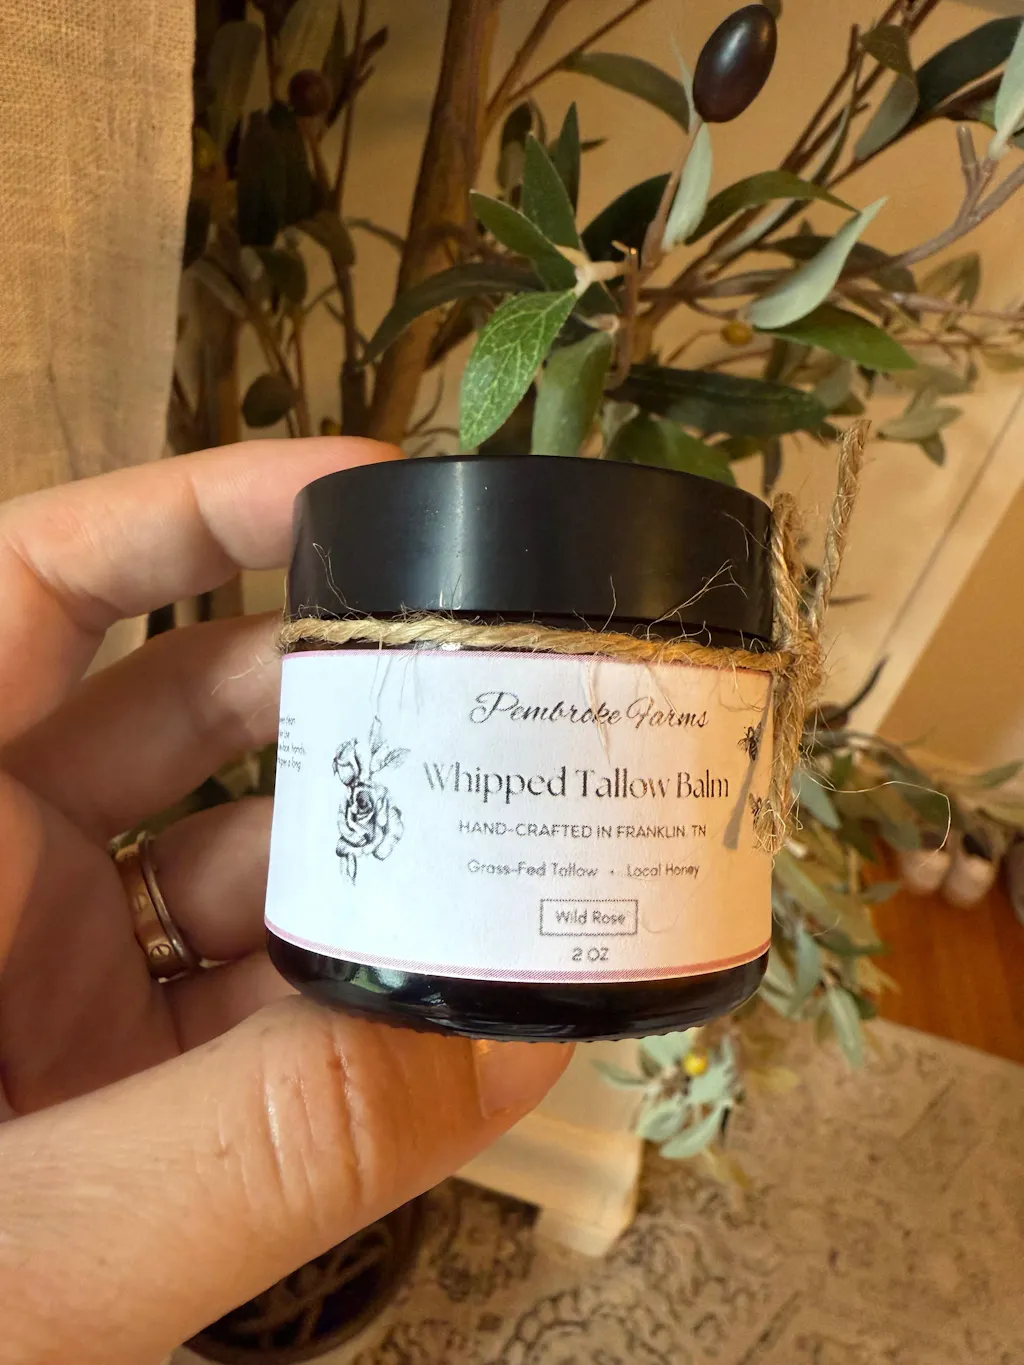 Pembroke Farms
Whipped Tallow Balm
HAND-CRAFTED IN FRANKLIN, TN
Grass-Fed Tallow • Local Honey
Wild Rose
2 OZ